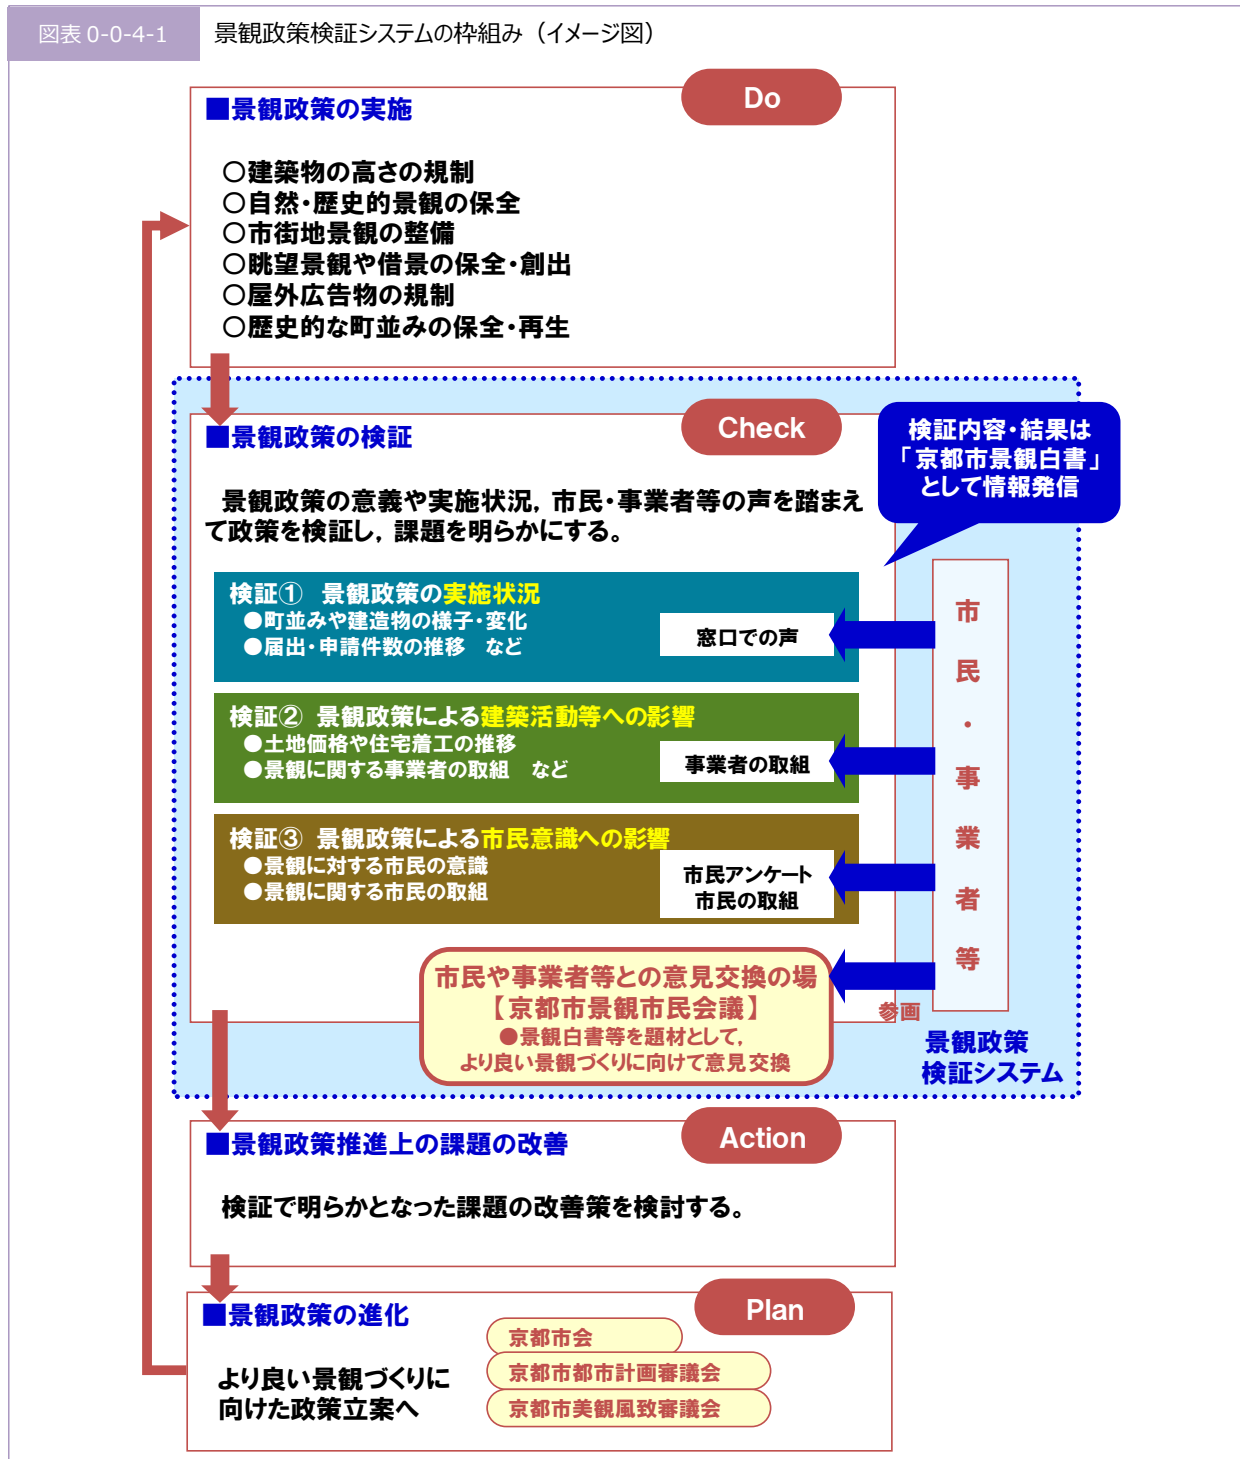 図表 0-0-4-1
景観政策検証システムの枠組み（イメージ図）
Do
■景観政策の実施
○建築物の高さの規制
○自然・歴史的景観の保全
○市街地景観の整備
○眺望景観や借景の保全・創出
○屋外広告物の規制
○歴史的な町並みの保全・再生
Check
■景観政策の検証
検証内容・結果は
「京都市景観白書」
として情報発信
景観政策の意義や実施状況，市民・事業者等の声を踏まえ
て政策を検証し，課題を明らかにする。
検証① 景観政策の実施状況
●町並みや建造物の様子・変化
●届出・申請件数の推移 など
窓口での声
検証② 景観政策による建築活動等への影響
●土地価格や住宅着工の推移
●景観に関する事業者の取組 など
事業者の取組
検証③ 景観政策による市民意識への影響
●景観に対する市民の意識
●景観に関する市民の取組
市民アンケート
市民の取組
市民・事業者等
市民や事業者等との意見交換の場
【京都市景観市民会議】
●景観白書等を題材として，
より良い景観づくりに向けて意見交換
参画
景観政策
検証システム
Action
■景観政策推進上の課題の改善
検証で明らかとなった課題の改善策を検討する。
Plan
■景観政策の進化
より良い景観づくりに
向けた政策立案へ
京都市会
京都市都市計画審議会
京都市美観風致審議会